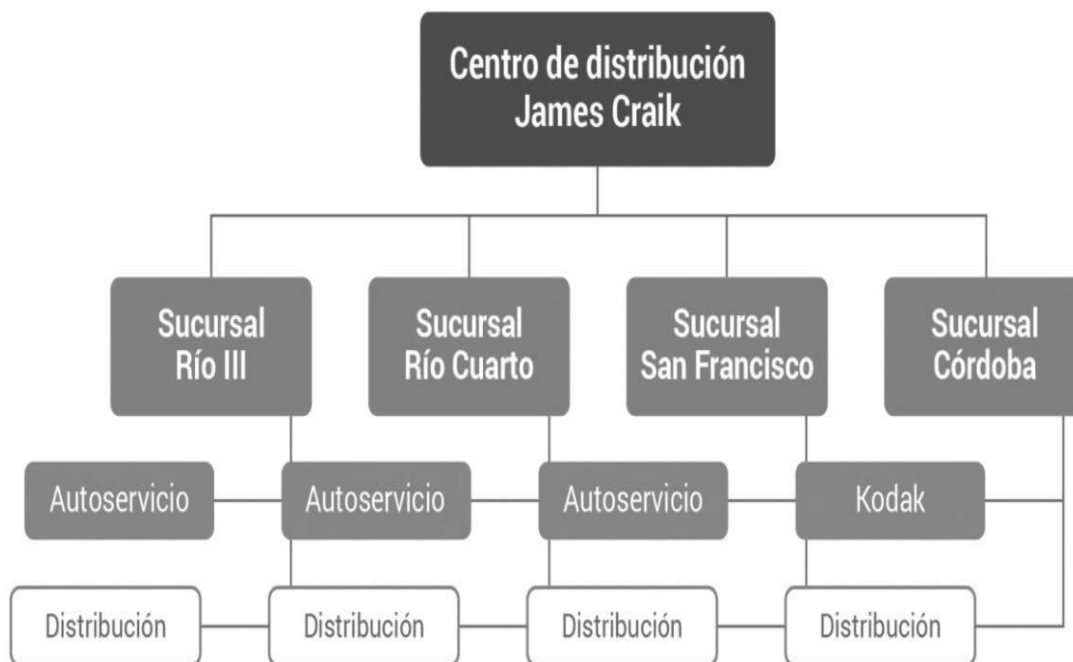 Centro de distribución
James Craik
Sucursal
Río III
Sucursal
Río Cuarto
Sucursal
San Francisco
Sucursal
Córdoba
Autoservicio
Autoservicio
Autoservicio
Kodak
Distribución
Distribución
Distribución
Distribución